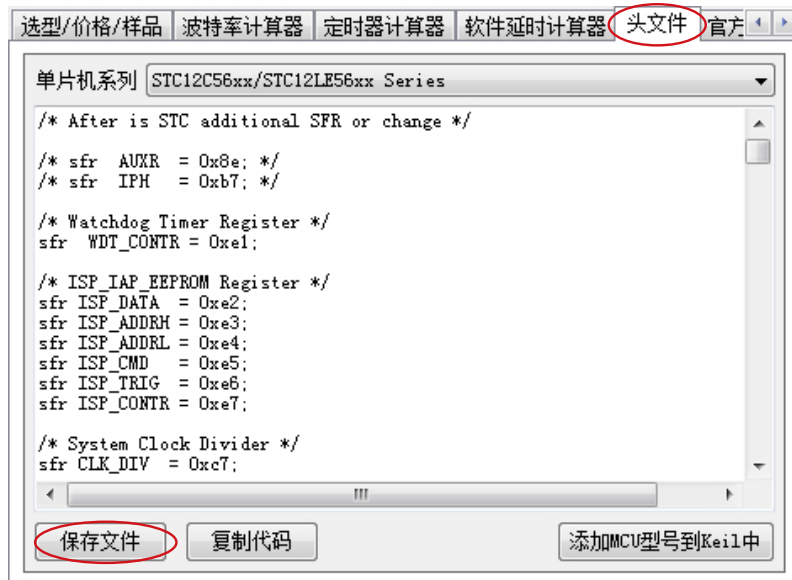 选型/价格/样品 波特率计算器 定时器计算器 软件延时计算器 头文件 官方
单片机系列 STC12C56xx/STC12LE56xx Series
/* After is STC additional SFR or change */
/* sfr  AUXR  = 0x8e; */
/* sfr  IPH   = 0xb7; */
/* Watchdog Timer Register */
sfr  WDT_CONTR = 0xe1;
/* ISP_IAP_EEPROM Register */
sfr ISP_DATA  = 0xe2;
sfr ISP_ADDRH = 0xe3;
sfr ISP_ADDRL = 0xe4;
sfr ISP_CMD   = 0xe5;
sfr ISP_TRIG  = 0xe6;
sfr ISP_CONTR = 0xe7;
/* System Clock Divider */
sfr CLK_DIV  = 0xc7;
保存文件 复制代码 添加MCU型号到Keil中